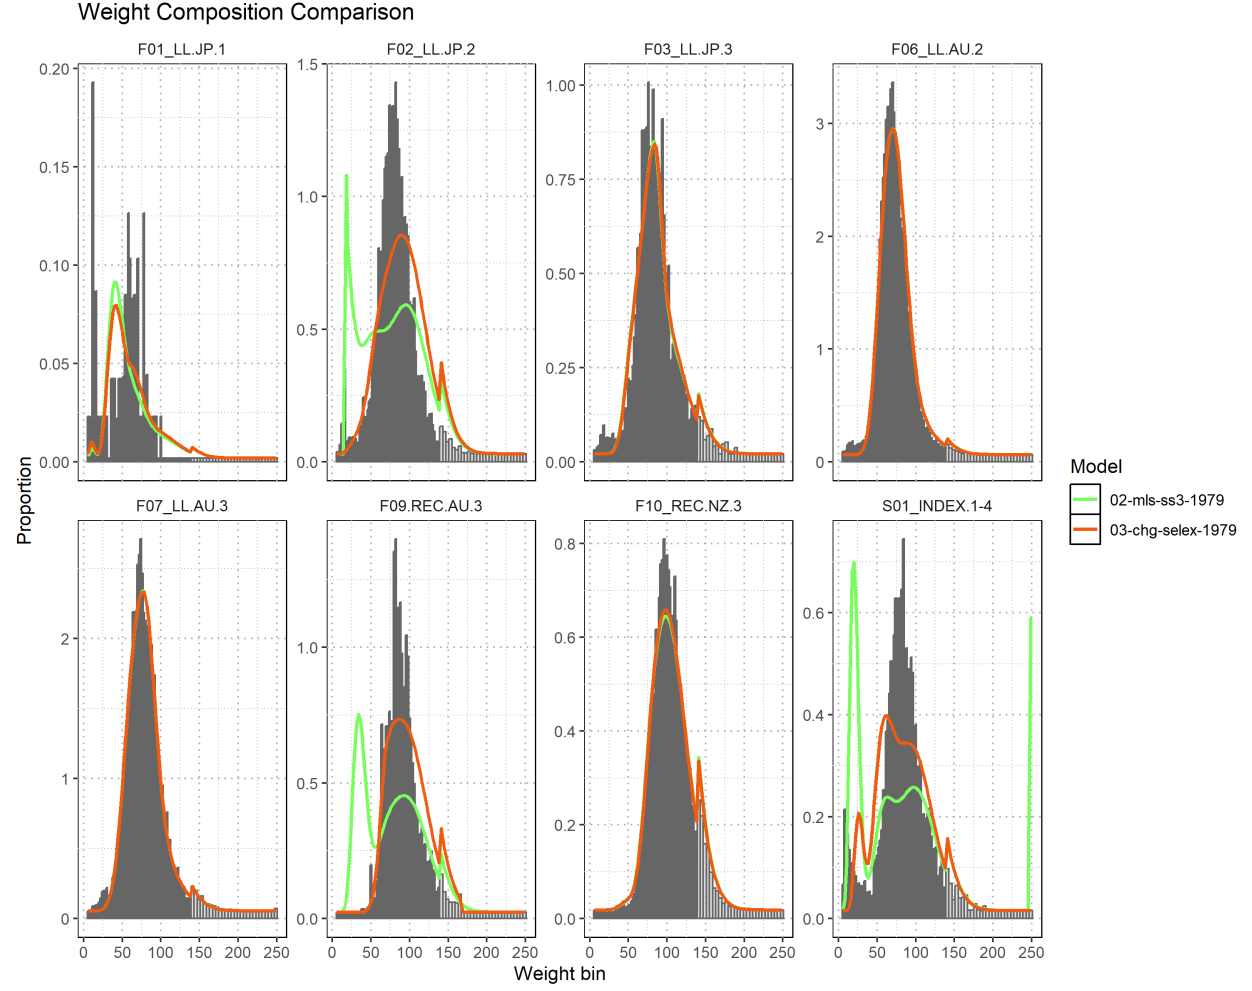 Weight Composition Comparison
F01_LL.JP.1 F02_LL.JP.2 F03_LL.JP.3 F06_LL.AU.2
0.20 1.5
0.15 1.0 0.10 0.5 0.05 0.00 0.0
1.00 0.75 0.50 0.25 0.00
3 2 1 0
F07_LL.AU.3 F09.REC.AU.3 F10_REC.NZ.3 S01_INDEX.1-4
2 1 0
1.0 0.5 0.0
0.8 0.6 0.4 0.2 0.0
0.6 0.4 0.2 0.0
0 50 100 150 200 250 0 50 100 150 200 250 0 50 100 150 200 250 0 50 100 150 200 250
Weight bin
Proportion
Model
02-mls-ss3-1979
03-chg-selex-1979